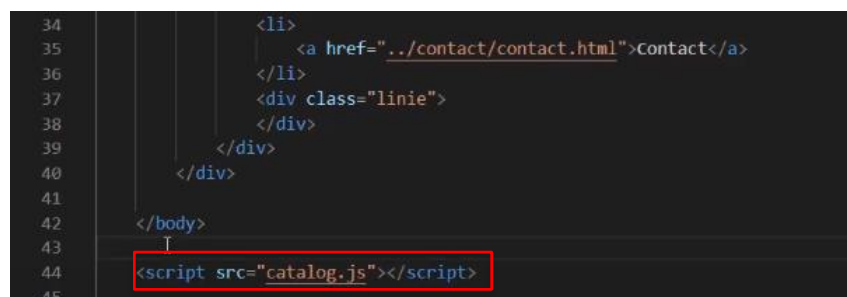 34 <li>
35 <a href="../contact/contact.html">Contact</a>
36 </li>
37 <div class="linie">
38 </div>
39 </div>
40 </div>
41
42 </body>
43
44 <script src="catalog.js"></script>
45